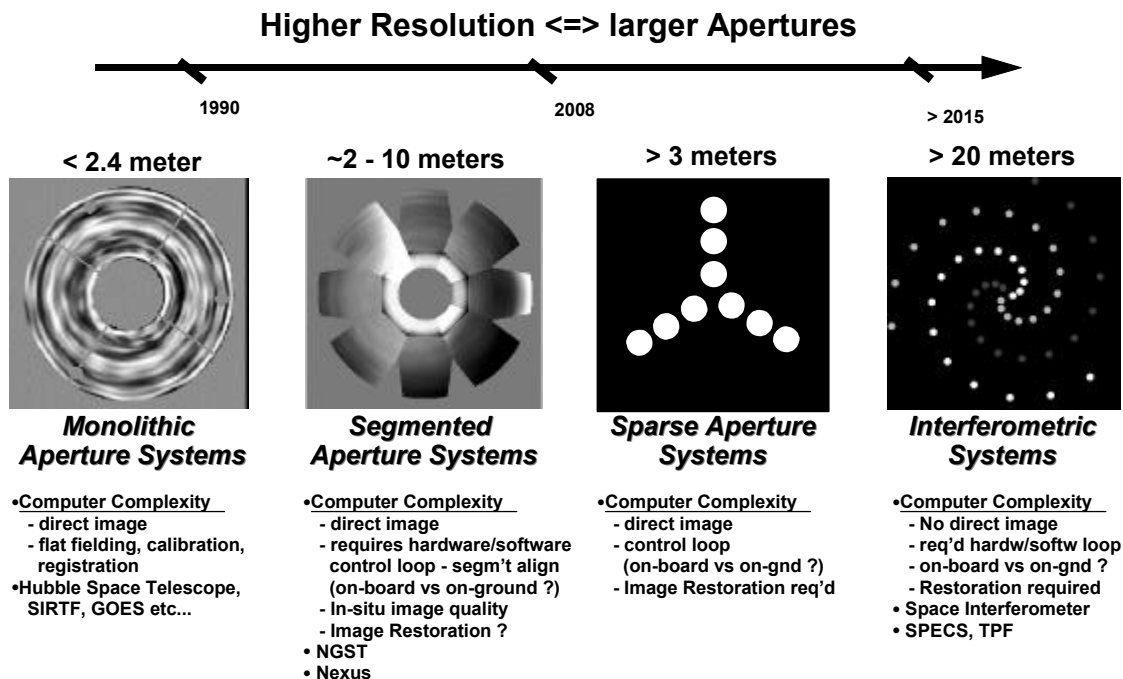 Higher Resolution <=> larger Apertures
1990
2008
> 2015
< 2.4 meter
~2 - 10 meters
> 3 meters
> 20 meters
Monolithic
Aperture Systems
•Computer Complexity
- direct image
- flat fielding, calibration,
registration
•Hubble Space Telescope,
SIRTF, GOES etc...
Segmented
Aperture Systems
•Computer Complexity
- direct image
- requires hardware/software
control loop - segm't align
(on-board vs on-ground ?)
- In-situ image quality
- Image Restoration ?
• NGST
• Nexus
Sparse Aperture
Systems
•Computer Complexity
- direct image
- control loop
(on-board vs on-gnd ?)
- Image Restoration req'd
Interferometric
Systems
• Computer Complexity
- No direct image
- req'd hardw/softw loop
- on-board vs on-gnd ?
- Restoration required
• Space Interferometer
• SPECS, TPF